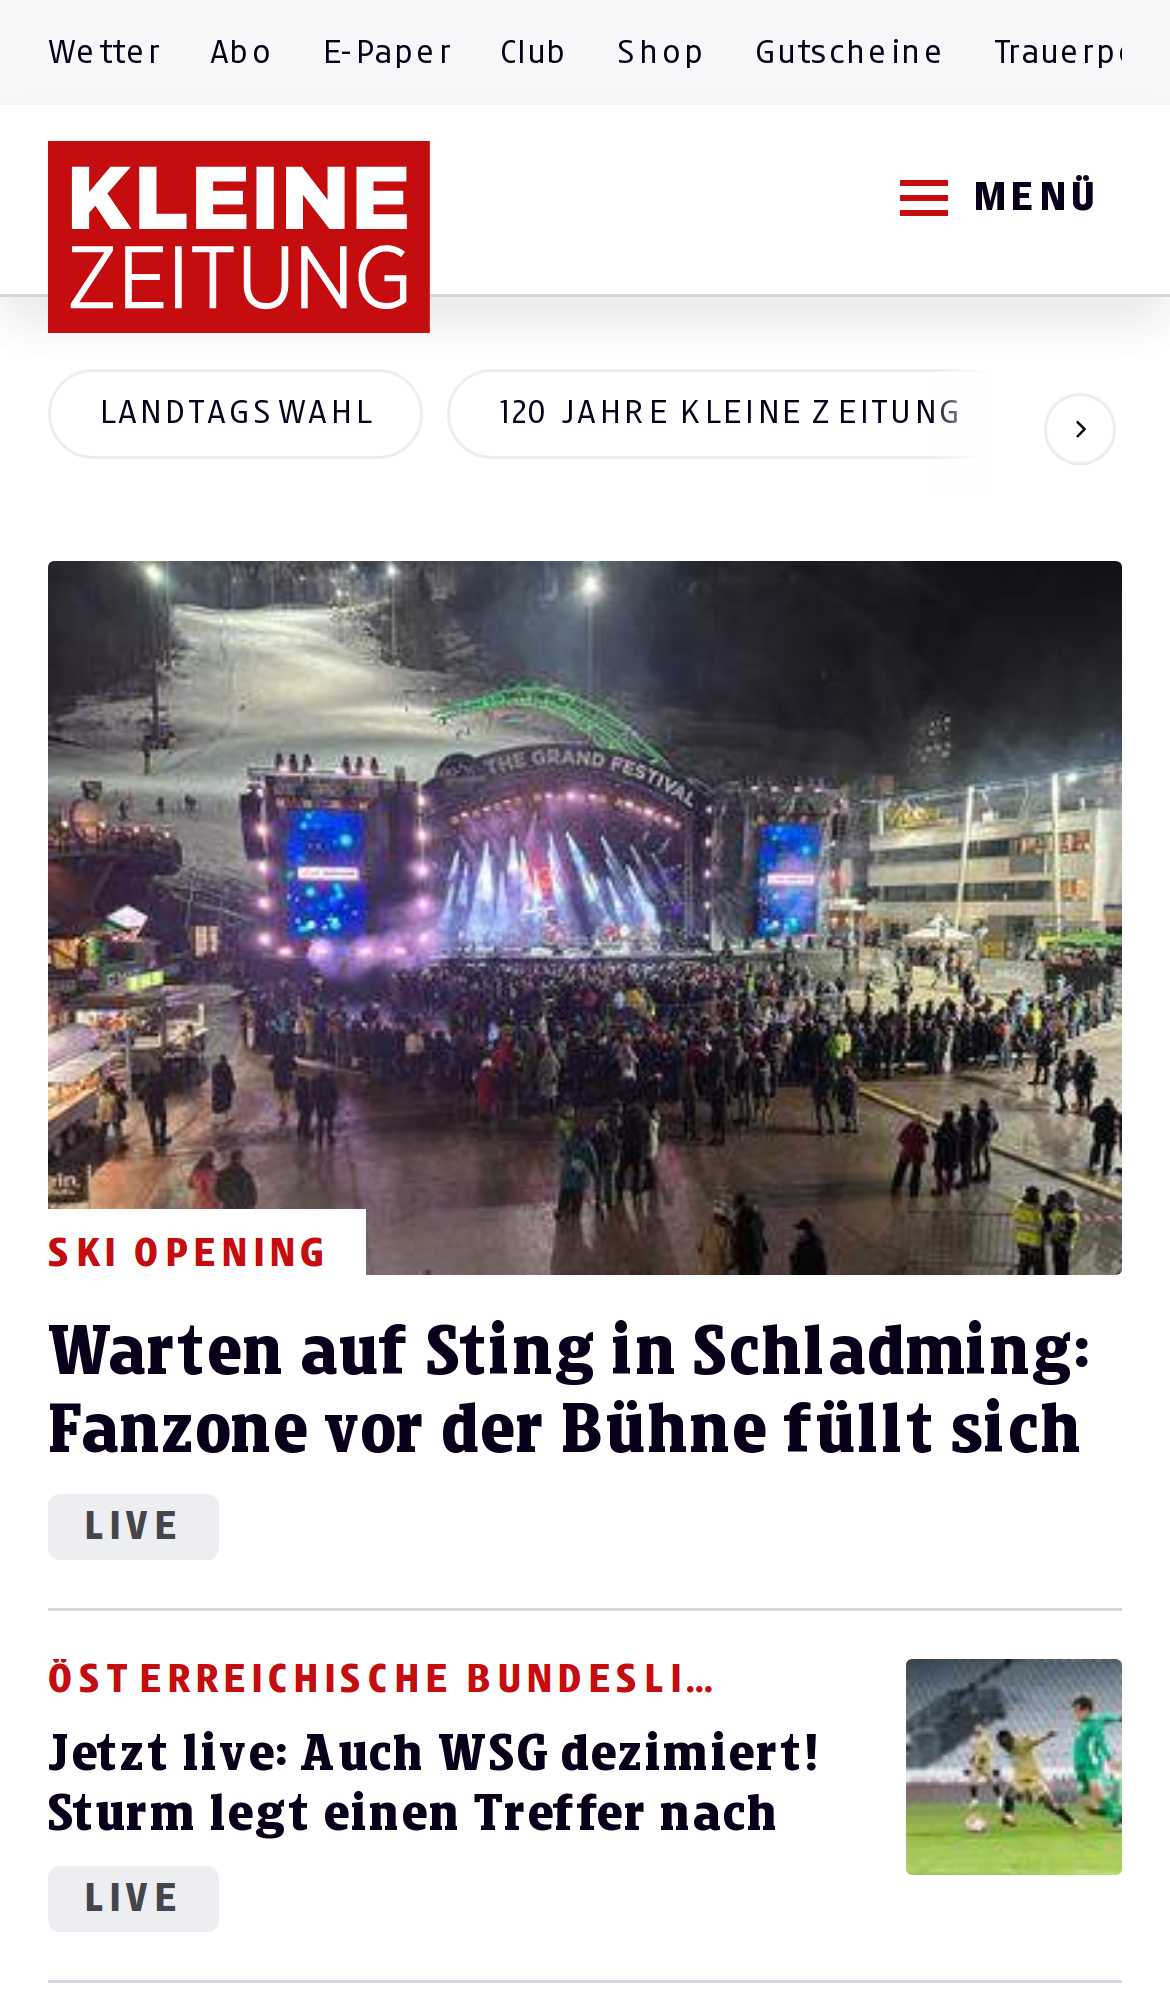 Wetter Abo E-Paper Club Shop Gutscheine Trauerp
KLEINE
ZEITUNG
MENÜ
LANDTAGSWAHL
120 JAHRE KLEINE ZEITUNG
THE GRAND FESTIVAL
SKI OPENING
Warten auf Sting in Schladming:
Fanzone vor der Bühne füllt sich
LIVE
ÖSTERREICHISCHE BUNDESLI...
Jetzt live: Auch WSG dezimiert!
Sturm legt einen Treffer nach
LIVE